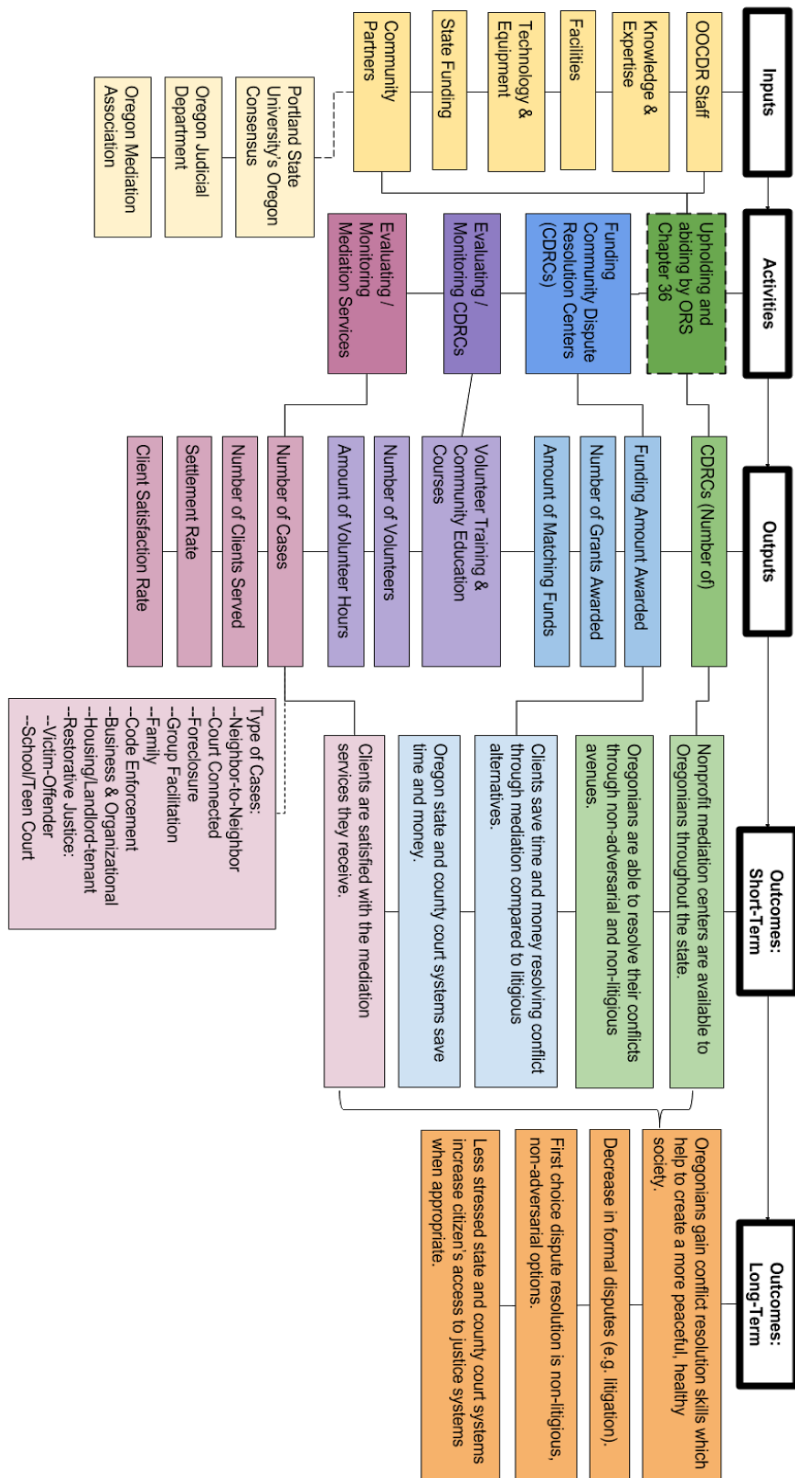 Inputs
OOCDR Staff
Knowledge &
Expertise
Facilities
Technology &
Equipment
State Funding
Community
Partners
Portland State
University's Oregon
Consensus
Oregon Judicial
Department
Oregon Mediation
Association
Activities
Upholding and
abiding by ORS
Chapter 36
Funding
Community Dispute
Resolution Centers
(CDRCs)
Evaluating /
Monitoring CDRCs
Evaluating /
Monitoring
Mediation Services
Outputs
CDRCs (Number of)
Funding Amount Awarded
Number of Grants Awarded
Amount of Matching Funds
Volunteer Training &
Community Education
Courses
Number of Volunteers
Amount of Volunteer Hours
Number of Cases
Number of Clients Served
Settlement Rate
Client Satisfaction Rate
Type of Cases:
--Neighbor-to-Neighbor
--Court Connected
--Foreclosure
--Group Facilitation
--Family
--Code Enforcement
--Business & Organizational
--Housing/Landlord-tenant
--Restorative Justice:
--Victim-Offender
--School/Teen Court
Outcomes:
Short-Term
Nonprofit mediation centers are available to
Oregonians throughout the state.
Oregonians are able to resolve their conflicts
through non-adversarial and non-litigious
avenues.
Clients save time and money resolving conflict
through mediation compared to litigious
alternatives.
Oregon state and county court systems save
time and money.
Clients are satisfied with the mediation
services they receive.
Outcomes:
Long-Term
Oregonians gain conflict resolution skills which
help to create a more peaceful, healthy
society.
Decrease in formal disputes (e.g. litigation).
First choice dispute resolution is non-litigious,
non-adversarial options.
Less stressed state and county court systems
increase citizen's access to justice systems
when appropriate.